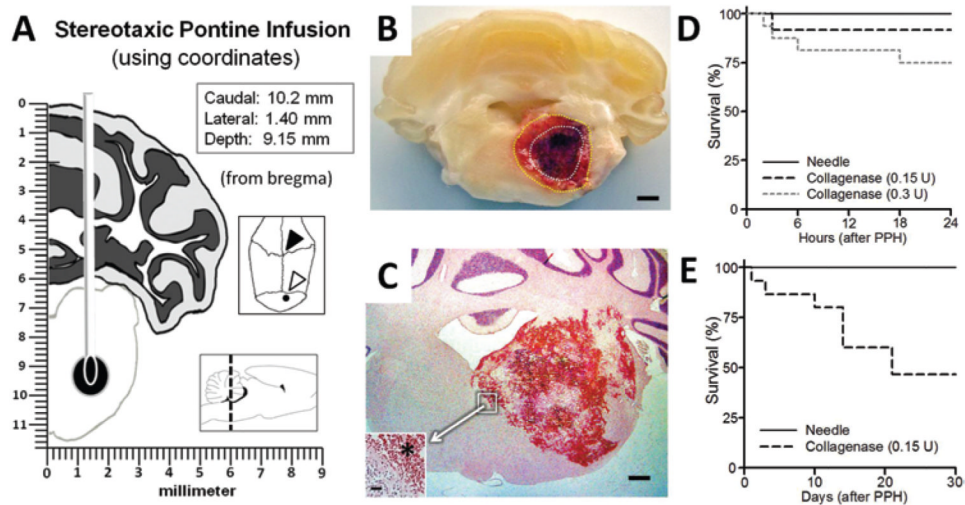 A
Stereotaxic Pontine Infusion
(using coordinates)
Caudal: 10.2 mm
Lateral: 1.40 mm
Depth: 9.15 mm
(from bregma)
0
1
2
3
4
5
6
7
8
9
10
11
0 1 2 3 4 5 6 7 8 9
millimeter
B
C
*
D
Survival (%)
100
75
50
25
0
Needle
Collagenase (0.15 U)
Collagenase (0.3 U)
0 6 12 18 24
Hours (after PPH)
E
Survival (%)
100
75
50
25
0
Needle
Collagenase (0.15 U)
0 10 20 30
Days (after PPH)